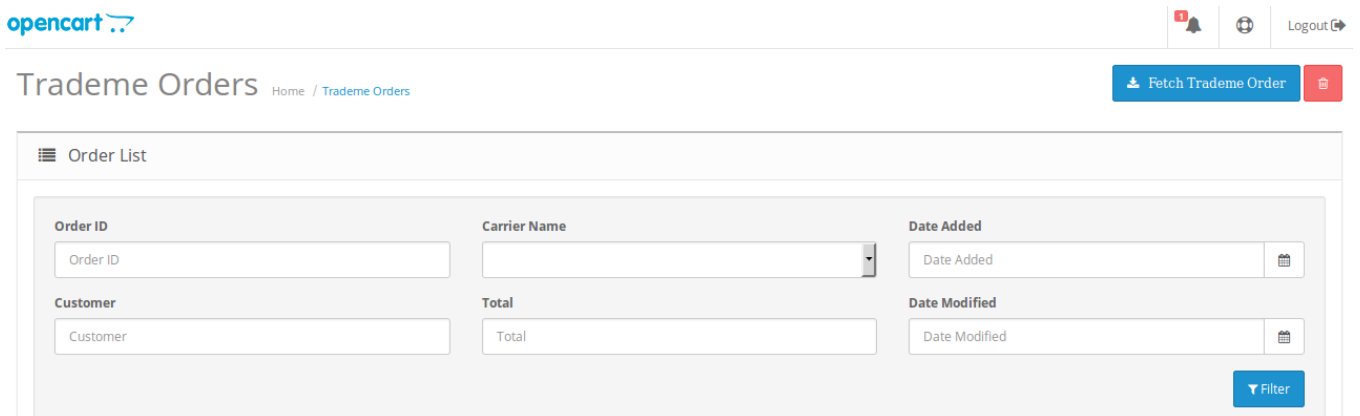 opencart
1
Logout
Trademe Orders Home / Trademe Orders
Fetch Trademe Order
Order List
Order ID Carrier Name Date Added
Order ID Date Added
Customer Total Date Modified
Customer Total Date Modified
Filter